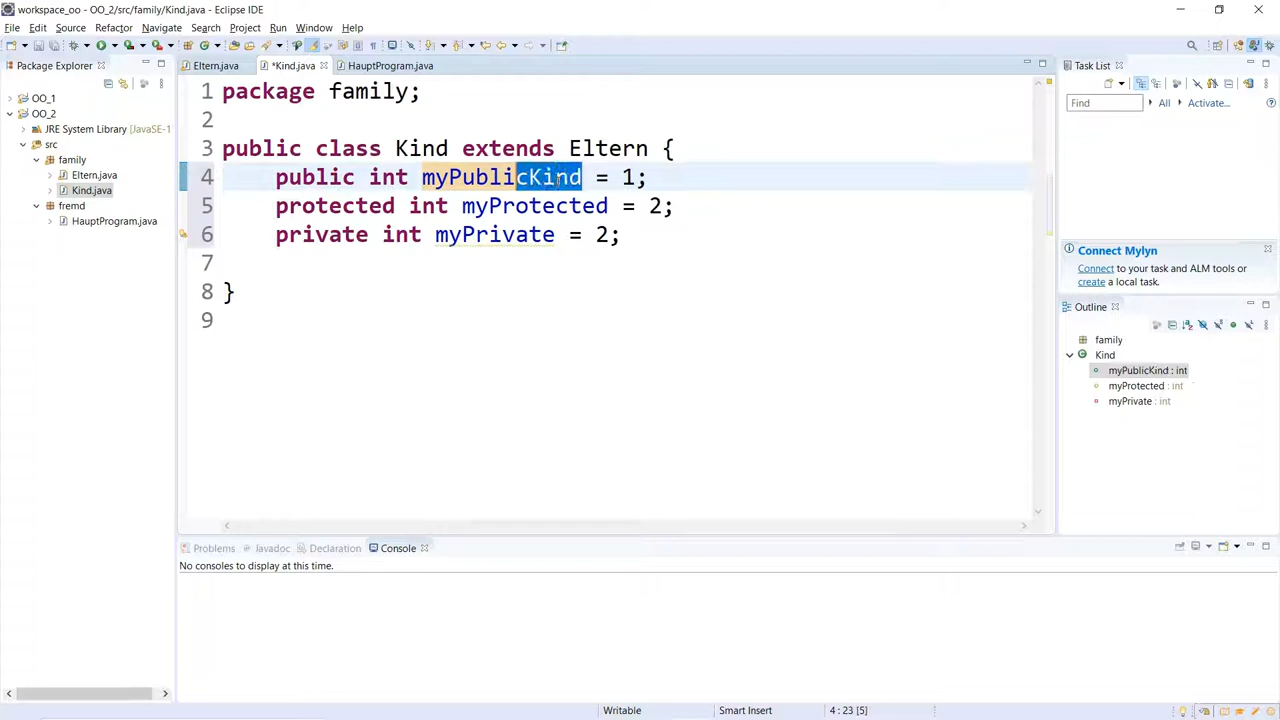 workspace_oo - OO_2/src/family/Kind.java - Eclipse IDE
File Edit Source Refactor Navigate Search Project Run Window Help
Package Explorer
OO_1
OO_2
JRE System Library [JavaSE-1
src
family
Eltern.java
Kind.java
fremd
HauptProgram.java
Eltern.java *Kind.java HauptProgram.java
1 package family;
2
3 public class Kind extends Eltern {
4 public int myPublicKind = 1;
5 protected int myProtected = 2;
6 private int myPrivate = 2;
7
8 }
9
Task List
Find All Activate...
Connect Mylyn
Connect to your task and ALM tools or
create a local task.
Outline
family
Kind
myPublicKind : int
myProtected : int
myPrivate : int
Problems Javadoc Declaration Console
No consoles to display at this time.
Writable Smart Insert 4 : 23 [5]